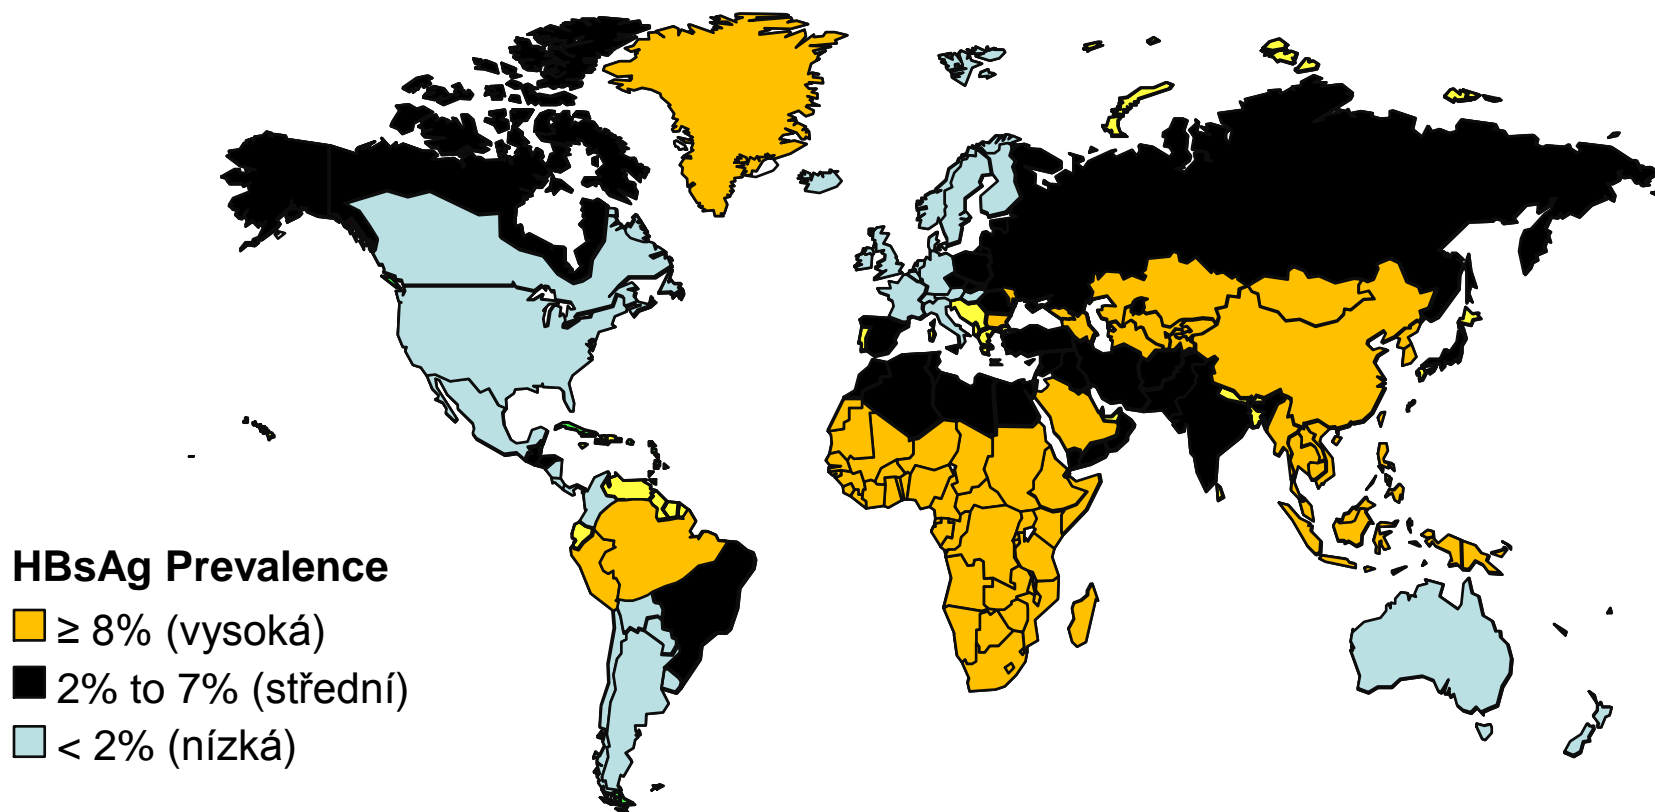 HBsAg Prevalence
≥ 8% (vysoká)
2% to 7% (střední)
< 2% (nízká)